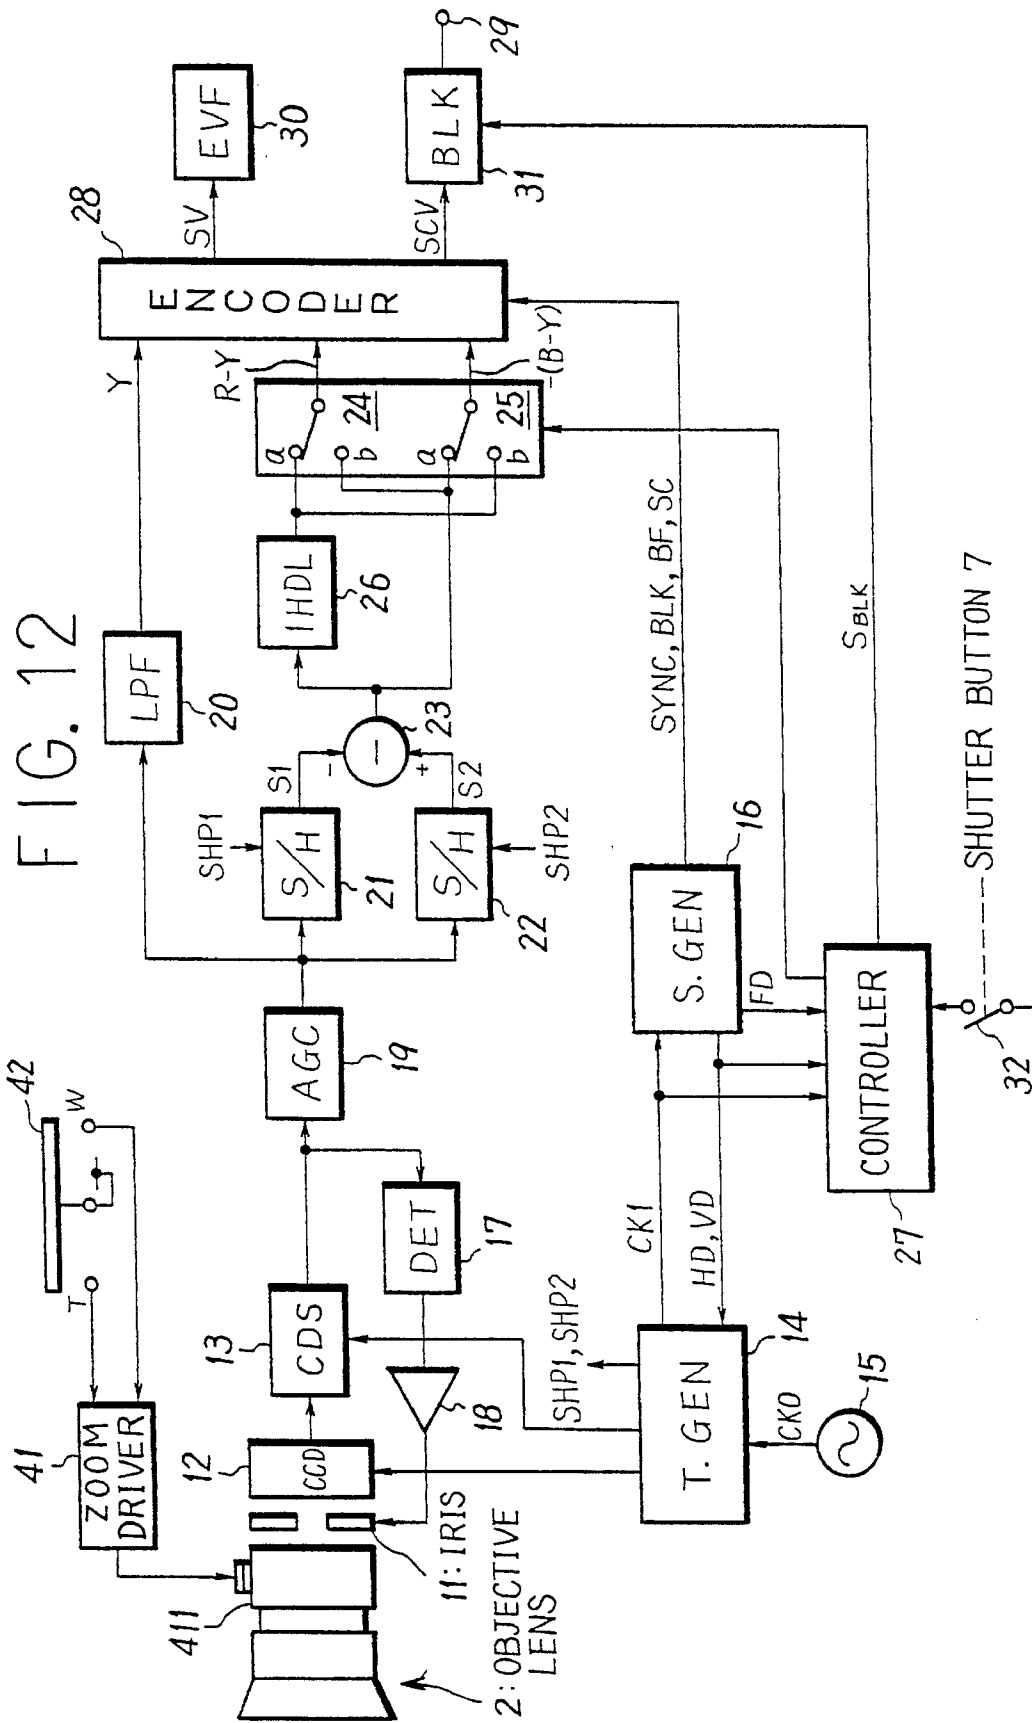 FIG. 12
42
T
W
41
ZOOM
DRIVER
411
2: OBJECTIVE
LENS
11: IRIS
12
CCD
13
CDS
DET
17
18
AGC
19
LPF
20
Y
SHP1
S/H
21
S1
-
SHP2
S/H
22
S2
+
−
23
1HDL
26
a
b
24
a
b
25
R-Y
-(B-Y)
28
ENCODER
SV
EVF
30
SCV
BLK
31
29
SHP1, SHP2
T. GEN
14
CK0
15
CK1
HD, VD
S. GEN
16
FD
SYNC, BLK, BF, SC
CONTROLLER
27
SBLK
32
SHUTTER BUTTON 7